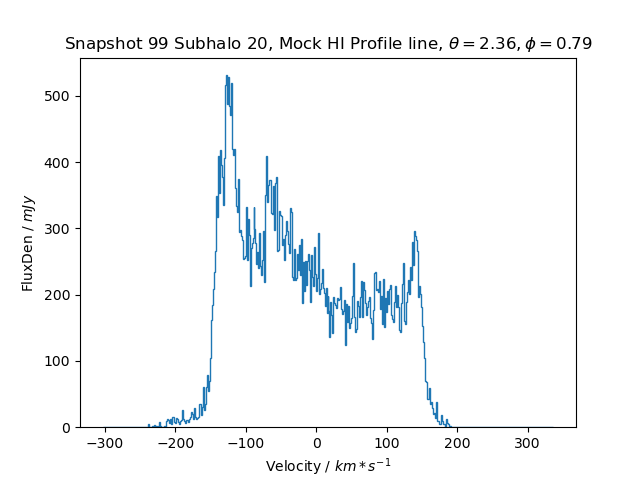 Snapshot 99 Subhalo 20, Mock HI Profile line, θ = 2.36, ϕ = 0.79
FluxDen / mJy
500
400
300
200
100
0
−300 −200 −100 0 100 200 300
Velocity / km * s⁻¹